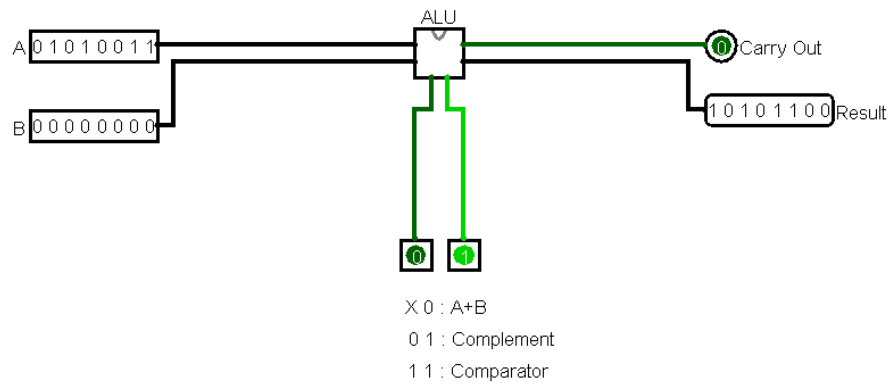 ALU
A 0 1 0 1 0 0 1 1
0 Carry Out
1 0 1 0 1 1 0 0 Result
B 0 0 0 0 0 0 0 0
0 1
X 0 : A+B
0 1 : Complement
1 1 : Comparator